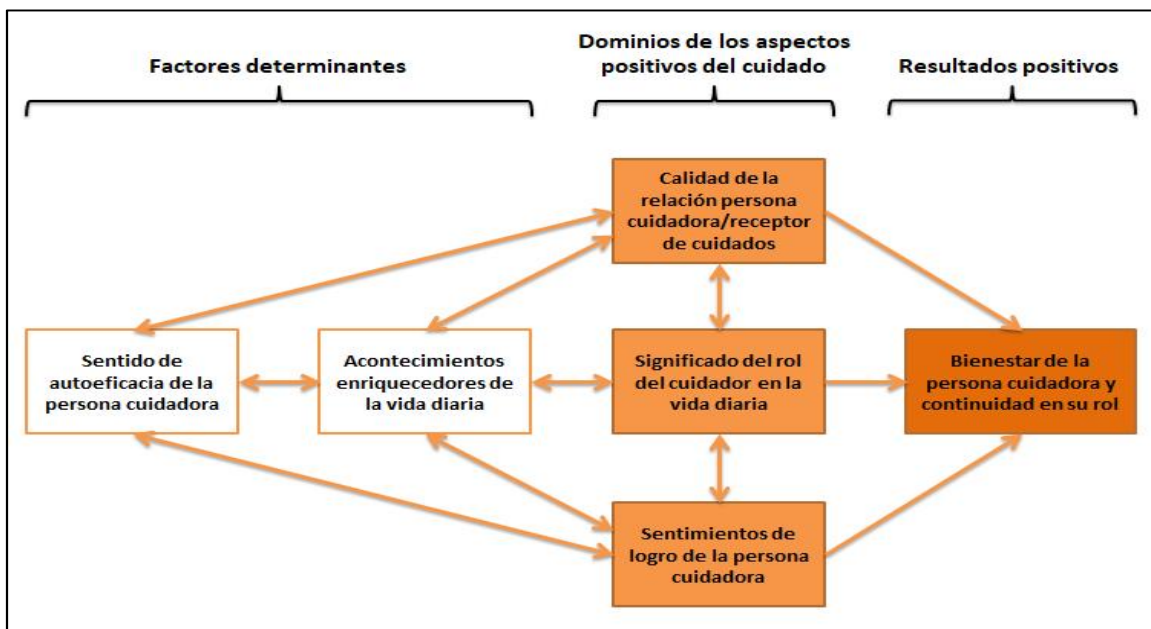 Factores determinantes
Dominios de los aspectos
positivos del cuidado
Resultados positivos
Calidad de la
relación persona
cuidadora/receptor
de cuidados
Sentido de
autoeficacia de la
persona cuidadora
Acontecimientos
enriquecedores de
la vida diaria
Significado del rol
del cuidador en la
vida diaria
Bienestar de la
persona cuidadora y
continuidad en su rol
Sentimientos de
logro de la persona
cuidadora